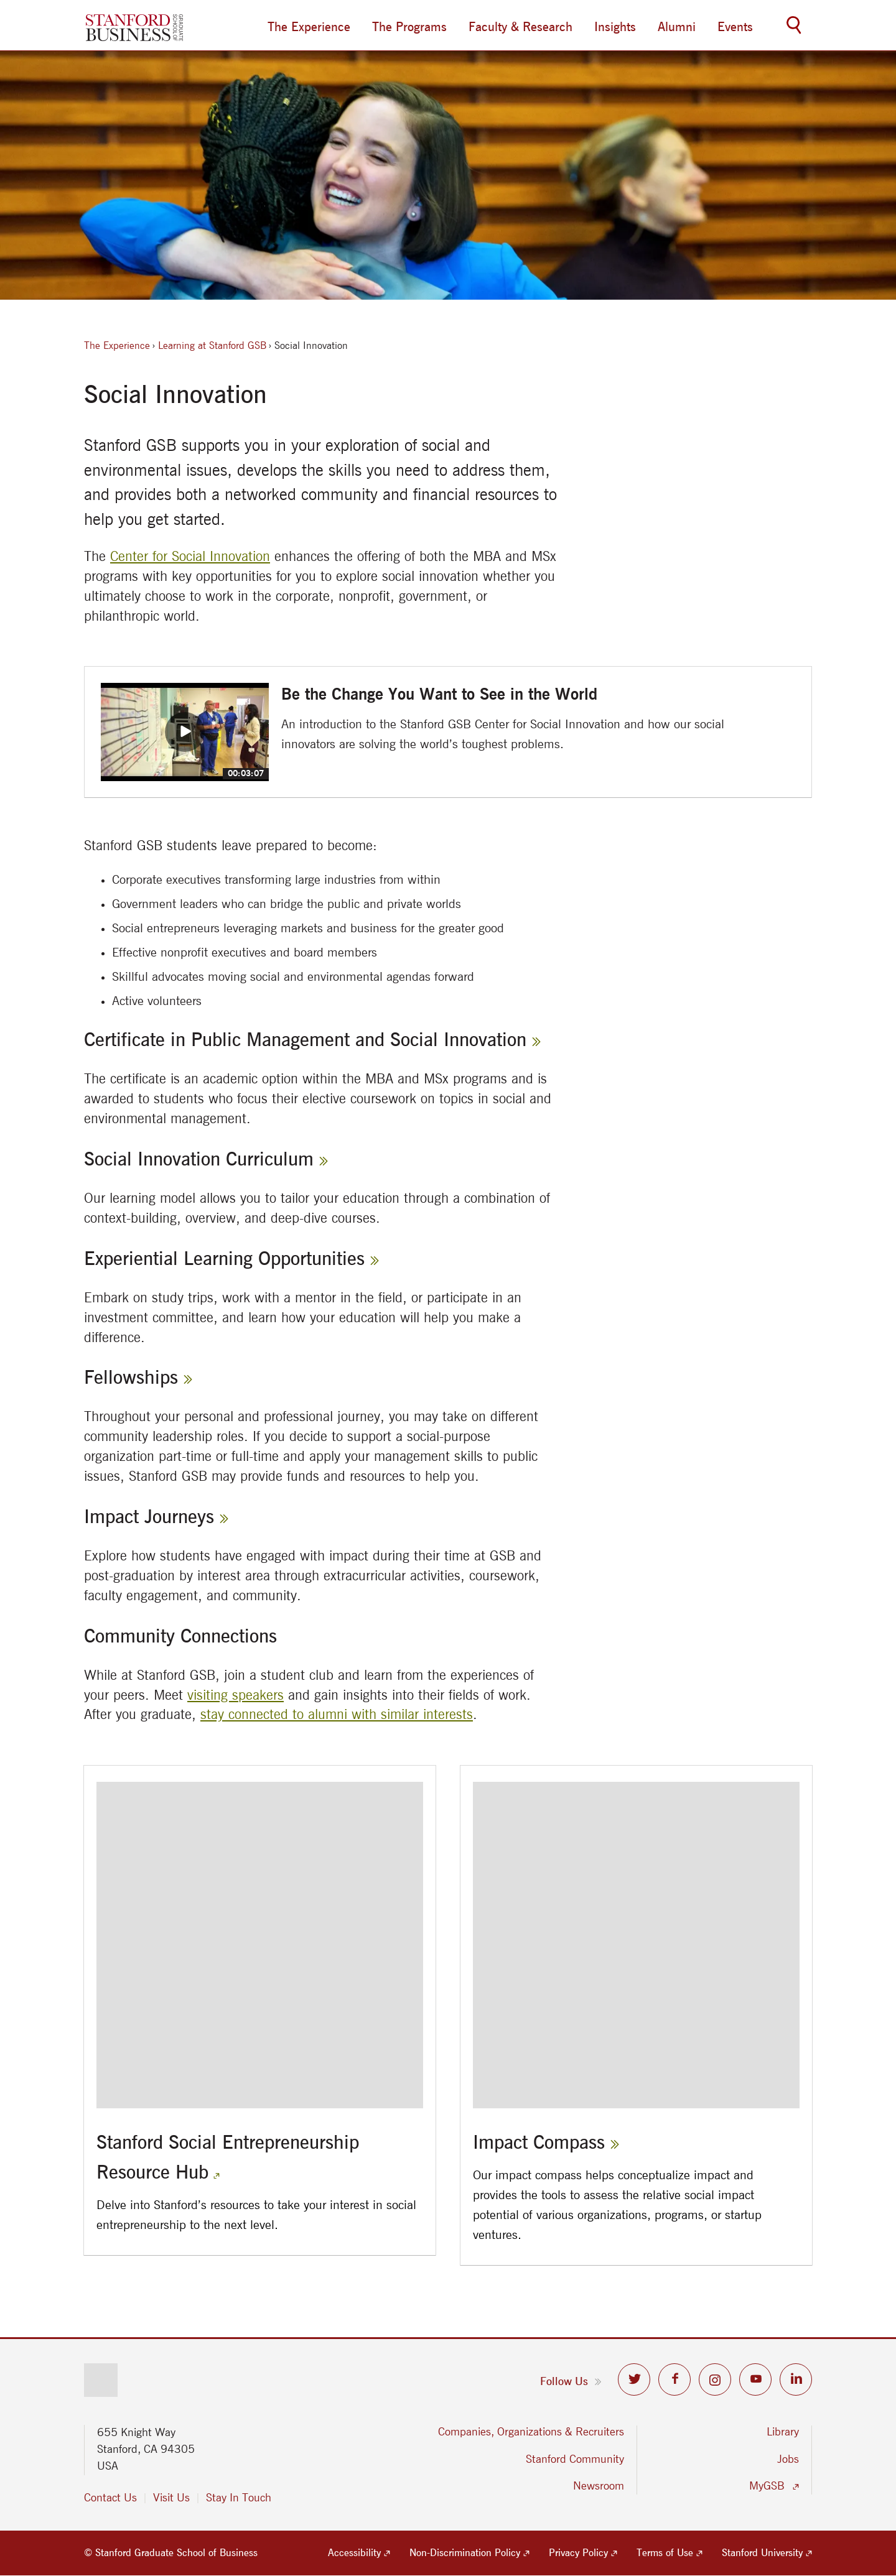 STANFORD
BUSINESS
GRADUATE
SCHOOL OF
The Experience The Programs Faculty & Research Insights Alumni Events
The Experience › Learning at Stanford GSB › Social Innovation
Social Innovation
Stanford GSB supports you in your exploration of social and
environmental issues, develops the skills you need to address them,
and provides both a networked community and financial resources to
help you get started.
The Center for Social Innovation enhances the offering of both the MBA and MSx
programs with key opportunities for you to explore social innovation whether you
ultimately choose to work in the corporate, nonprofit, government, or
philanthropic world.
00:03:07
Be the Change You Want to See in the World
An introduction to the Stanford GSB Center for Social Innovation and how our social
innovators are solving the world's toughest problems.
Stanford GSB students leave prepared to become:
• Corporate executives transforming large industries from within
• Government leaders who can bridge the public and private worlds
• Social entrepreneurs leveraging markets and business for the greater good
• Effective nonprofit executives and board members
• Skillful advocates moving social and environmental agendas forward
• Active volunteers
Certificate in Public Management and Social Innovation »
The certificate is an academic option within the MBA and MSx programs and is
awarded to students who focus their elective coursework on topics in social and
environmental management.
Social Innovation Curriculum »
Our learning model allows you to tailor your education through a combination of
context-building, overview, and deep-dive courses.
Experiential Learning Opportunities »
Embark on study trips, work with a mentor in the field, or participate in an
investment committee, and learn how your education will help you make a
difference.
Fellowships »
Throughout your personal and professional journey, you may take on different
community leadership roles. If you decide to support a social-purpose
organization part-time or full-time and apply your management skills to public
issues, Stanford GSB may provide funds and resources to help you.
Impact Journeys »
Explore how students have engaged with impact during their time at GSB and
post-graduation by interest area through extracurricular activities, coursework,
faculty engagement, and community.
Community Connections
While at Stanford GSB, join a student club and learn from the experiences of
your peers. Meet visiting speakers and gain insights into their fields of work.
After you graduate, stay connected to alumni with similar interests.
Stanford Social Entrepreneurship
Resource Hub
Delve into Stanford's resources to take your interest in social
entrepreneurship to the next level.
Impact Compass »
Our impact compass helps conceptualize impact and
provides the tools to assess the relative social impact
potential of various organizations, programs, or startup
ventures.
Follow Us »
655 Knight Way
Stanford, CA 94305
USA
Contact Us Visit Us Stay In Touch
Companies, Organizations & Recruiters
Stanford Community
Newsroom
Library
Jobs
MyGSB
© Stanford Graduate School of Business Accessibility Non-Discrimination Policy Privacy Policy Terms of Use Stanford University